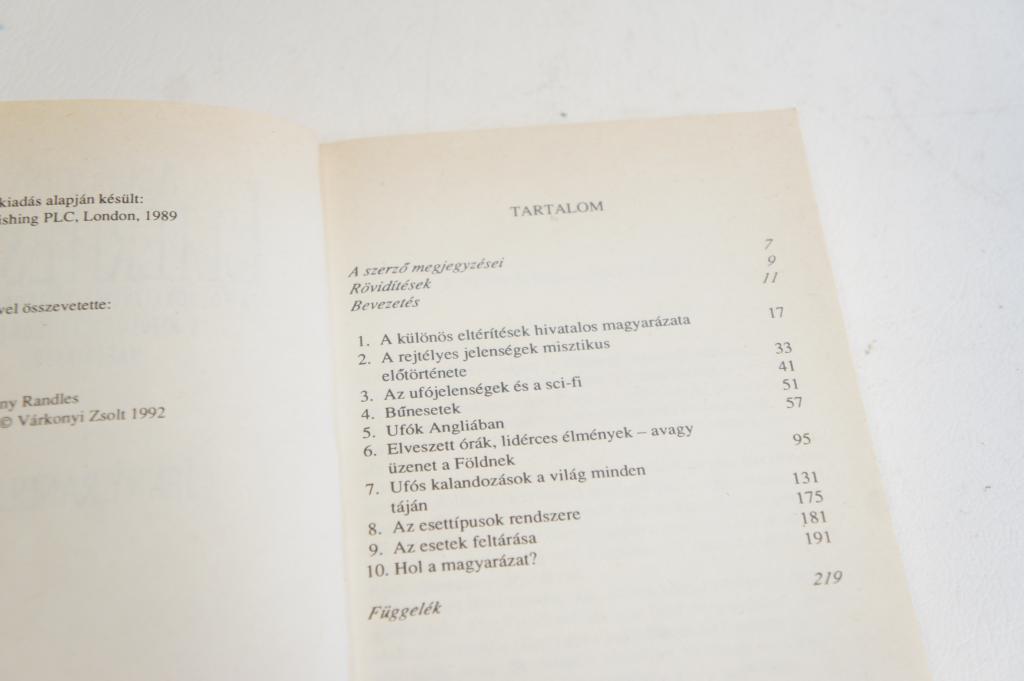 kiadás alapján készült:
ishing PLC, London, 1989
vel összevetette:
ny Randles
© Várkonyi Zsolt 1992
TARTALOM
A szerző megjegyzései 7
Rövidítések 9
Bevezetés 11
1. A különös eltérítések hivatalos magyarázata 17
2. A rejtélyes jelenségek misztikus
előtörténete 33
3. Az ufójelenségek és a sci-fi 41
4. Bűnesetek 51
5. Ufók Angliában 57
6. Elveszett órák, lidérces élmények – avagy
üzenet a Földnek 95
7. Ufós kalandozások a világ minden
táján 131
8. Az esettípusok rendszere 175
9. Az esetek feltárása 181
10. Hol a magyarázat? 191
Függelék 219